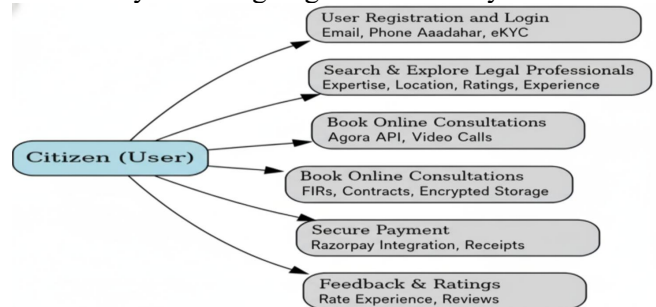 User Registration and Login
Email, Phone Aaadahar, eKYC
Search & Explore Legal Professionals
Expertise, Location, Ratings, Experience
Book Online Consultations
Agora API, Video Calls
Citizen (User)
Book Online Consultations
FIRs, Contracts, Encrypted Storage
Secure Payment
Razorpay Integration, Receipts
Feedback & Ratings
Rate Experience, Reviews